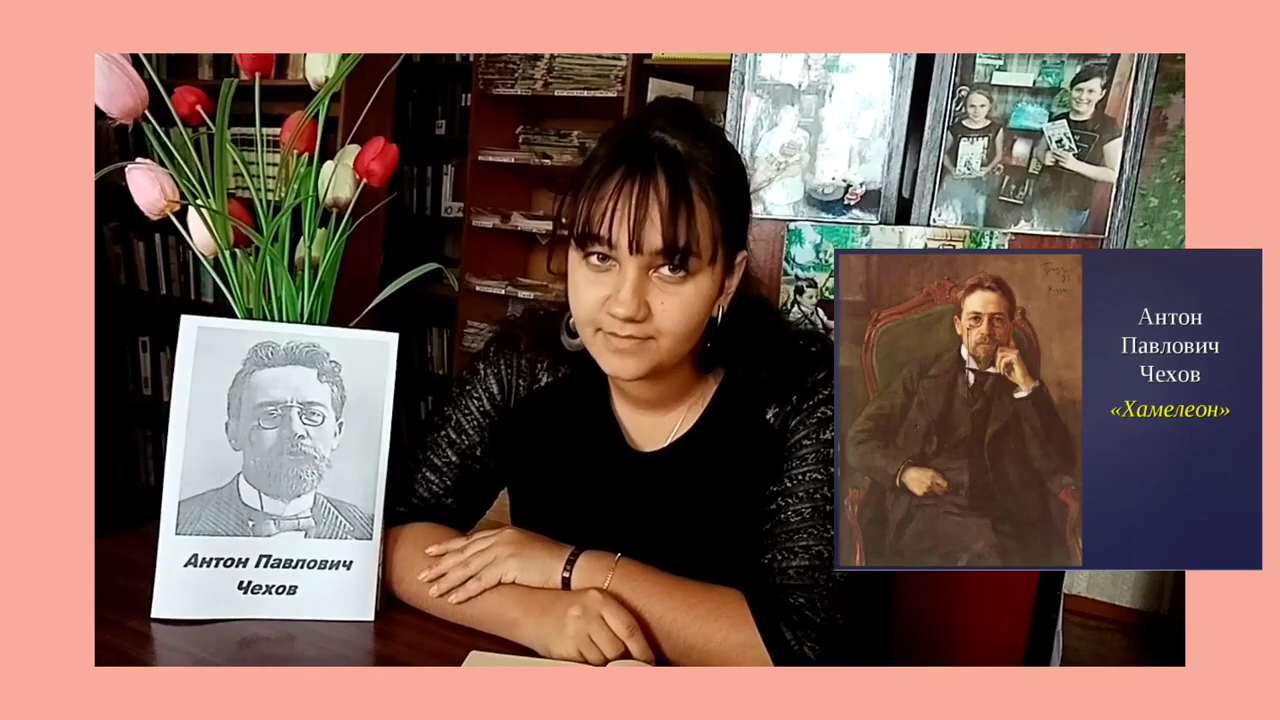 Антон Павлович
Чехов
Антон
Павлович
Чехов
«Хамелеон»